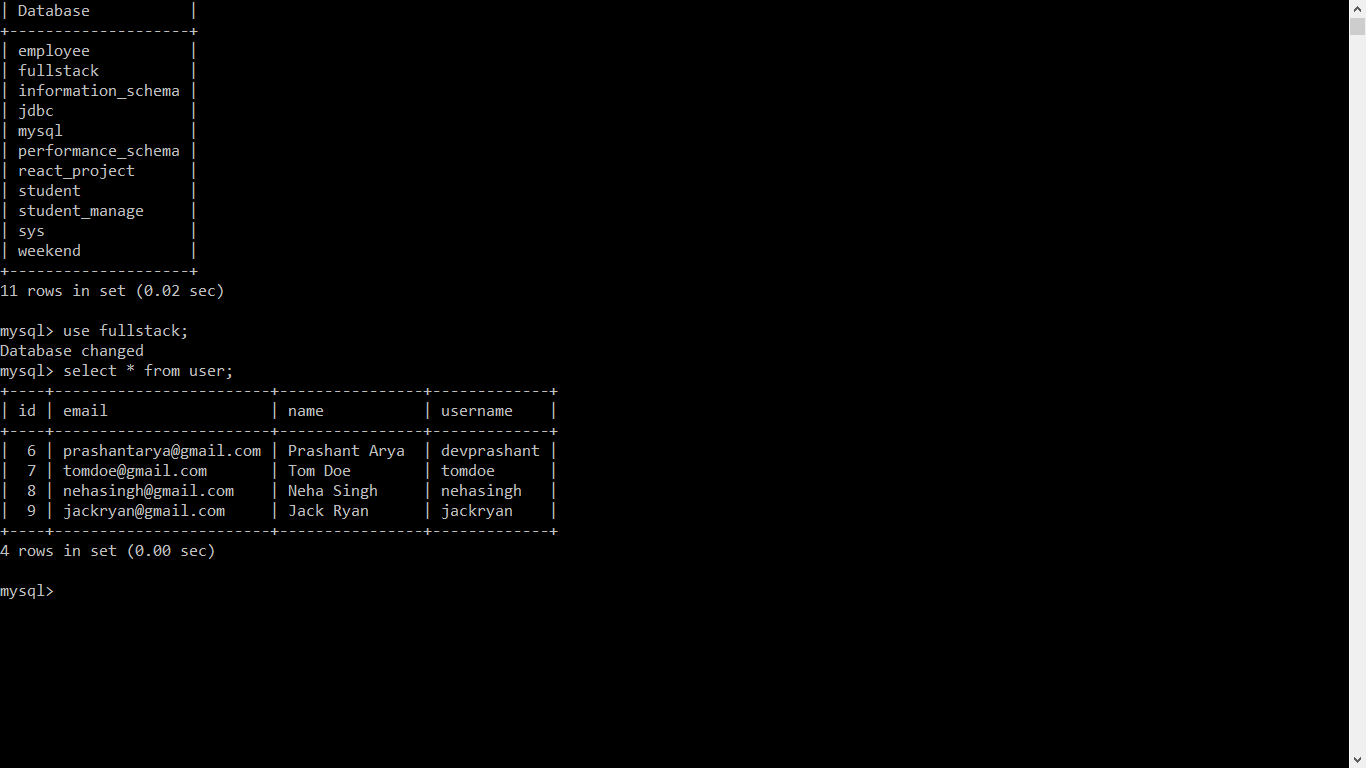 | Database           |
+--------------------+
| employee           |
| fullstack          |
| information_schema |
| jdbc               |
| mysql              |
| performance_schema |
| react_project      |
| student            |
| student_manage     |
| sys                |
| weekend            |
+--------------------+
11 rows in set (0.02 sec)

mysql> use fullstack;
Database changed
mysql> select * from user;
+----+------------------------+----------------+-------------+
| id | email                  | name           | username    |
+----+------------------------+----------------+-------------+
|  6 | prashantarya@gmail.com | Prashant Arya  | devprashant |
|  7 | tomdoe@gmail.com       | Tom Doe        | tomdoe      |
|  8 | nehasingh@gmail.com    | Neha Singh     | nehasingh   |
|  9 | jackryan@gmail.com     | Jack Ryan      | jackryan    |
+----+------------------------+----------------+-------------+
4 rows in set (0.00 sec)

mysql>